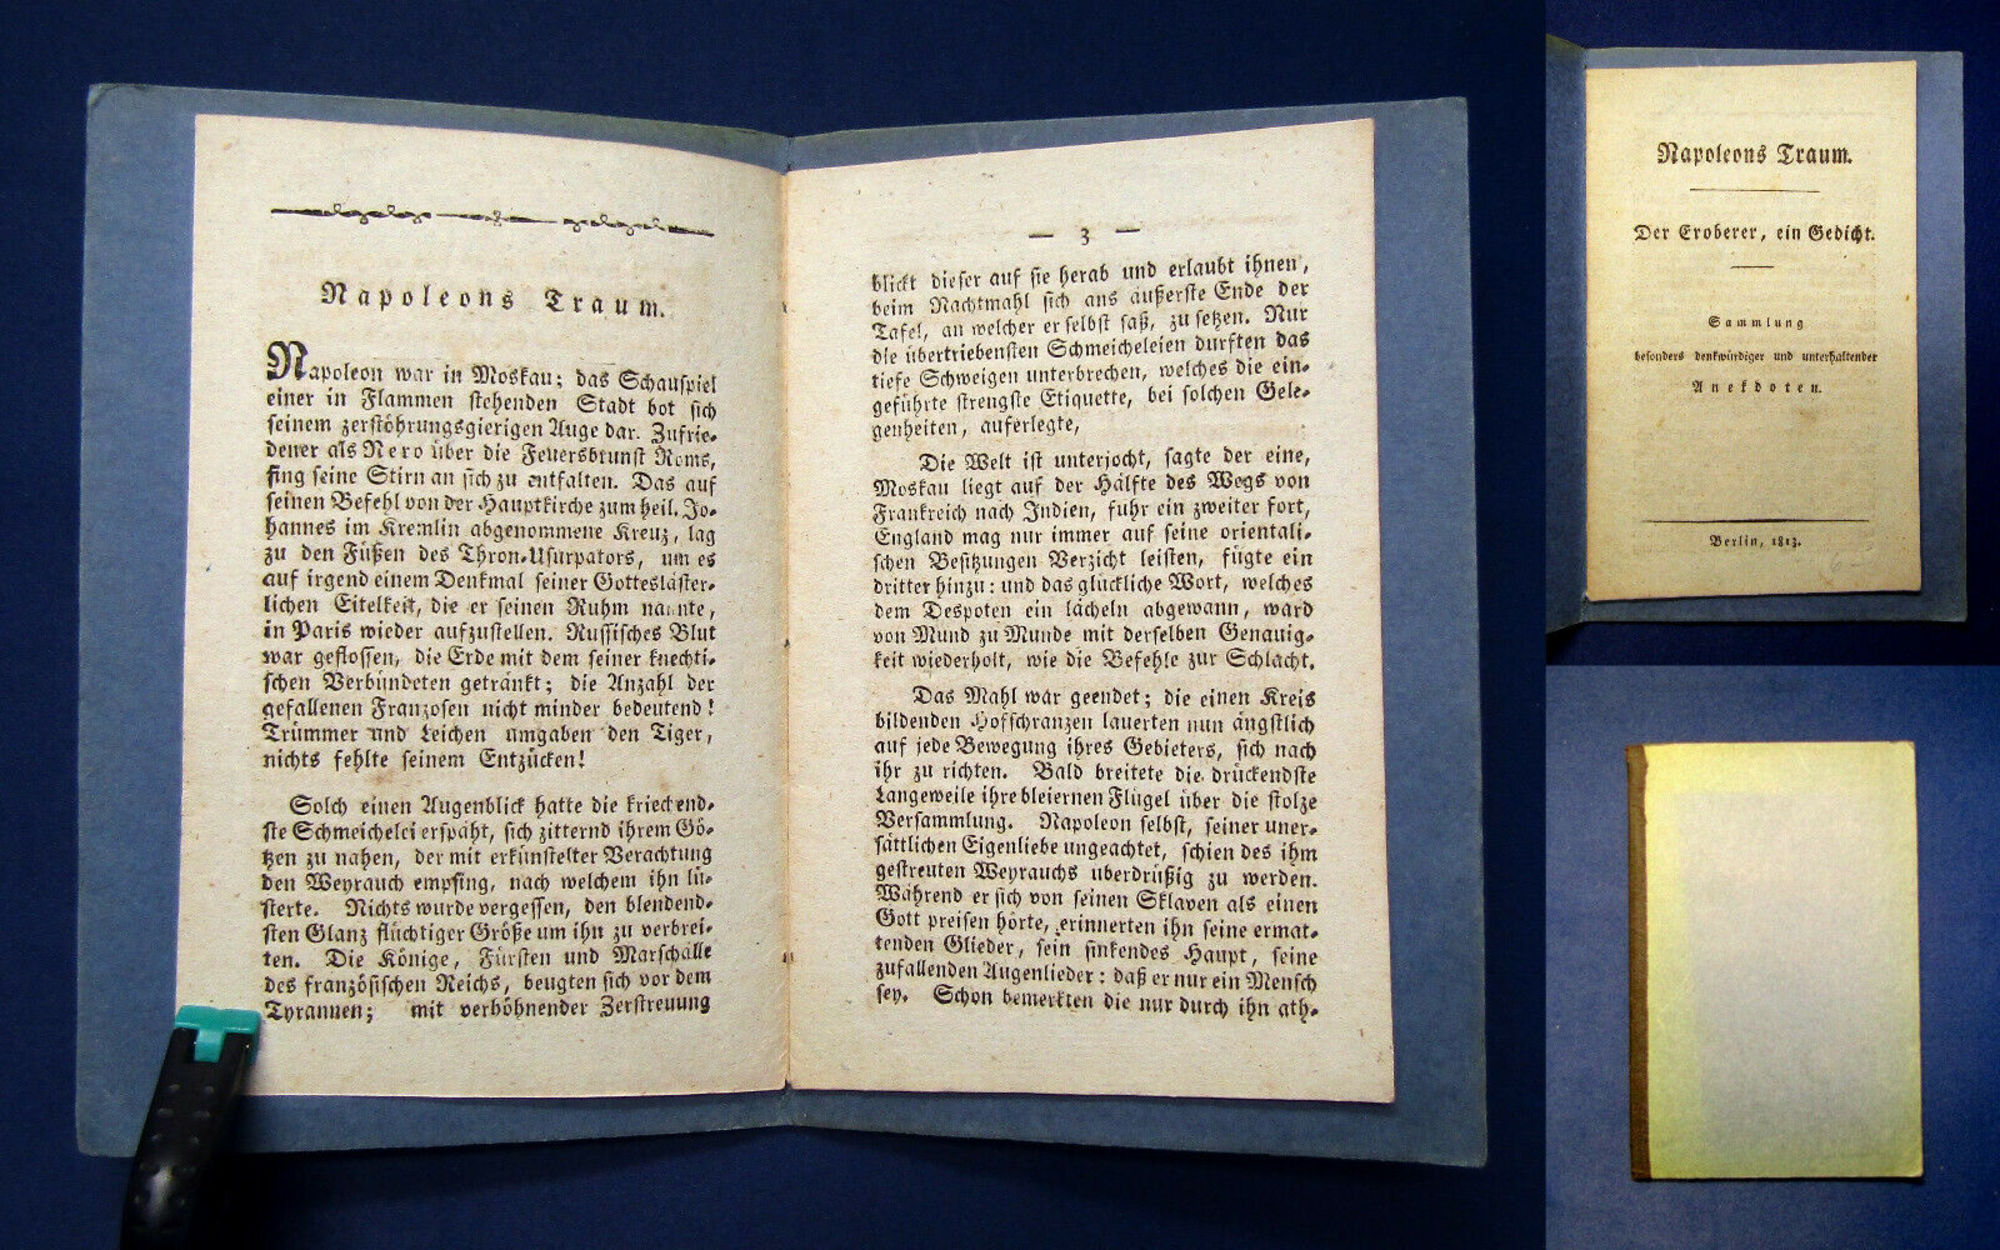 Napoleons Traum.
Napoleon war in Moskau; das Schauspiel
einer in Flammen stehenden Stadt bot sich
seinem zerstöhrungsgierigen Auge dar. Zufrie-
dener als Nero über die Feuersbrunst Roms,
fing seine Stirn an sich zu entfalten. Das auf
seinen Befehl von der Hauptkirche zum heil. Jo-
hannes im Kremlin abgenommene Kreuz, lag
zu den Füßen des Thron-Usurpators, um es
auf irgend einem Denkmal seiner Gotteslåster-
lichen Eitelkeit, die er seinen Ruhm nannte,
in Paris wieder aufzustellen. Russisches Blut
war geflossen, die Erde mit dem seiner knechti-
schen Verbündeten getränkt; die Anzahl der
gefallenen Franzosen nicht minder bedeutend!
Trümmer und Leichen umgaben den Tiger,
nichts fehlte seinem Entzücken!
Solch einen Augenblick hatte die kriechend-
ste Schmeichelei erspäht, sich zitternd ihrem Gö-
tzen zu nahen, der mit erkünstelter Verachtung
den Weyrauch empfing, nach welchem ihn lü-
sterte. Nichts wurde vergessen, den blendend-
sten Glanz flüchtiger Größe um ihn zu verbrei-
ten. Die Könige, Fürsten und Marschälle
des französischen Reichs, beugten sich vor dem
Tyrannen; mit verhöhnender Zerstreuung
— 3 —
blickt dieser auf sie herab und erlaubt ihnen,
beim Nachtmahl sich ans äußerste Ende der
Tafel, an welcher er selbst saß, zu setzen. Nur
die übertriebensten Schmeicheleien durften das
tiefe Schweigen unterbrechen, welches die ein-
geführte strengste Etiquette, bei solchen Gele-
genheiten, auferlegte,
Die Welt ist unterjocht, sagte der eine,
Moskau liegt auf der Hälfte des Wegs von
Frankreich nach Indien, fuhr ein zweiter fort,
England mag nur immer auf seine orientali-
schen Besitzungen Verzicht leisten, fügte ein
dritter hinzu: und das glückliche Wort, welches
dem Despoten ein lächeln abgewann, ward
von Mund zu Munde mit derselben Genauig-
keit wiederholt, wie die Befehle zur Schlacht.
Das Mahl war geendet; die einen Kreis
bildenden Hofschranzen lauerten nun ängstlich
auf jede Bewegung ihres Gebieters, sich nach
ihr zu richten. Bald breitete die drückendste
Langeweile ihre bleiernen Flügel über die stolze
Versammlung. Napoleon selbst, seiner uner-
sättlichen Eigenliebe ungeachtet, schien des ihm
gestreuten Weyrauchs überdrüßig zu werden.
Während er sich von seinen Sklaven als einen
Gott preisen hörte, erinnerten ihn seine ermat-
tenden Glieder, sein sinkendes Haupt, seine
zufallenden Augenlieder: daß er nur ein Mensch
sey. Schon bemerkten die nur durch ihn ath-
Napoleons Traum.
Der Eroberer, ein Gedicht.
Sammlung
besonders denkwürdiger und unterhaltender
Anekdoten.
Berlin, 1813.
6 –